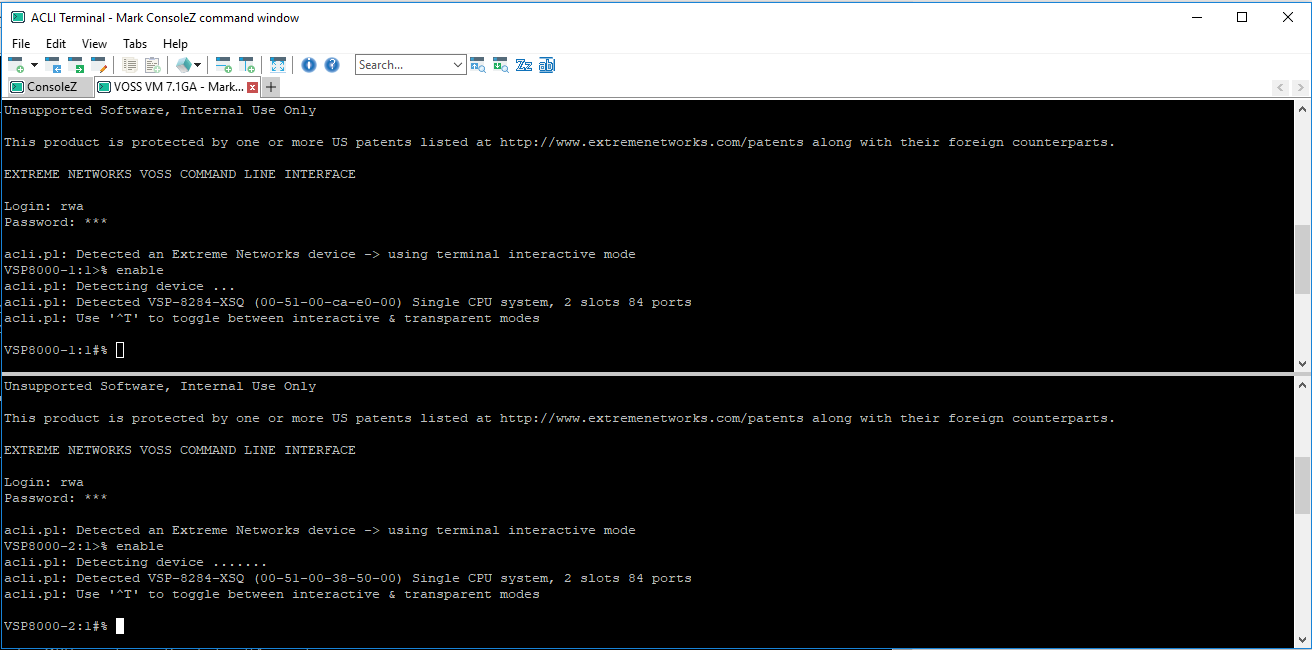 ACLI Terminal - Mark ConsoleZ command window
File Edit View Tabs Help
Search...
Zz ab
ConsoleZ VOSS VM 7.1GA - Mark...
Unsupported Software, Internal Use Only
This product is protected by one or more US patents listed at http://www.extremenetworks.com/patents along with their foreign counterparts.
EXTREME NETWORKS VOSS COMMAND LINE INTERFACE
Login: rwa
Password: ***
acli.pl: Detected an Extreme Networks device -> using terminal interactive mode
VSP8000-1:1>% enable
acli.pl: Detecting device ...
acli.pl: Detected VSP-8284-XSQ (00-51-00-ca-e0-00) Single CPU system, 2 slots 84 ports
acli.pl: Use '^T' to toggle between interactive & transparent modes
VSP8000-1:1#%
Unsupported Software, Internal Use Only
This product is protected by one or more US patents listed at http://www.extremenetworks.com/patents along with their foreign counterparts.
EXTREME NETWORKS VOSS COMMAND LINE INTERFACE
Login: rwa
Password: ***
acli.pl: Detected an Extreme Networks device -> using terminal interactive mode
VSP8000-2:1>% enable
acli.pl: Detecting device .......
acli.pl: Detected VSP-8284-XSQ (00-51-00-38-50-00) Single CPU system, 2 slots 84 ports
acli.pl: Use '^T' to toggle between interactive & transparent modes
VSP8000-2:1#%